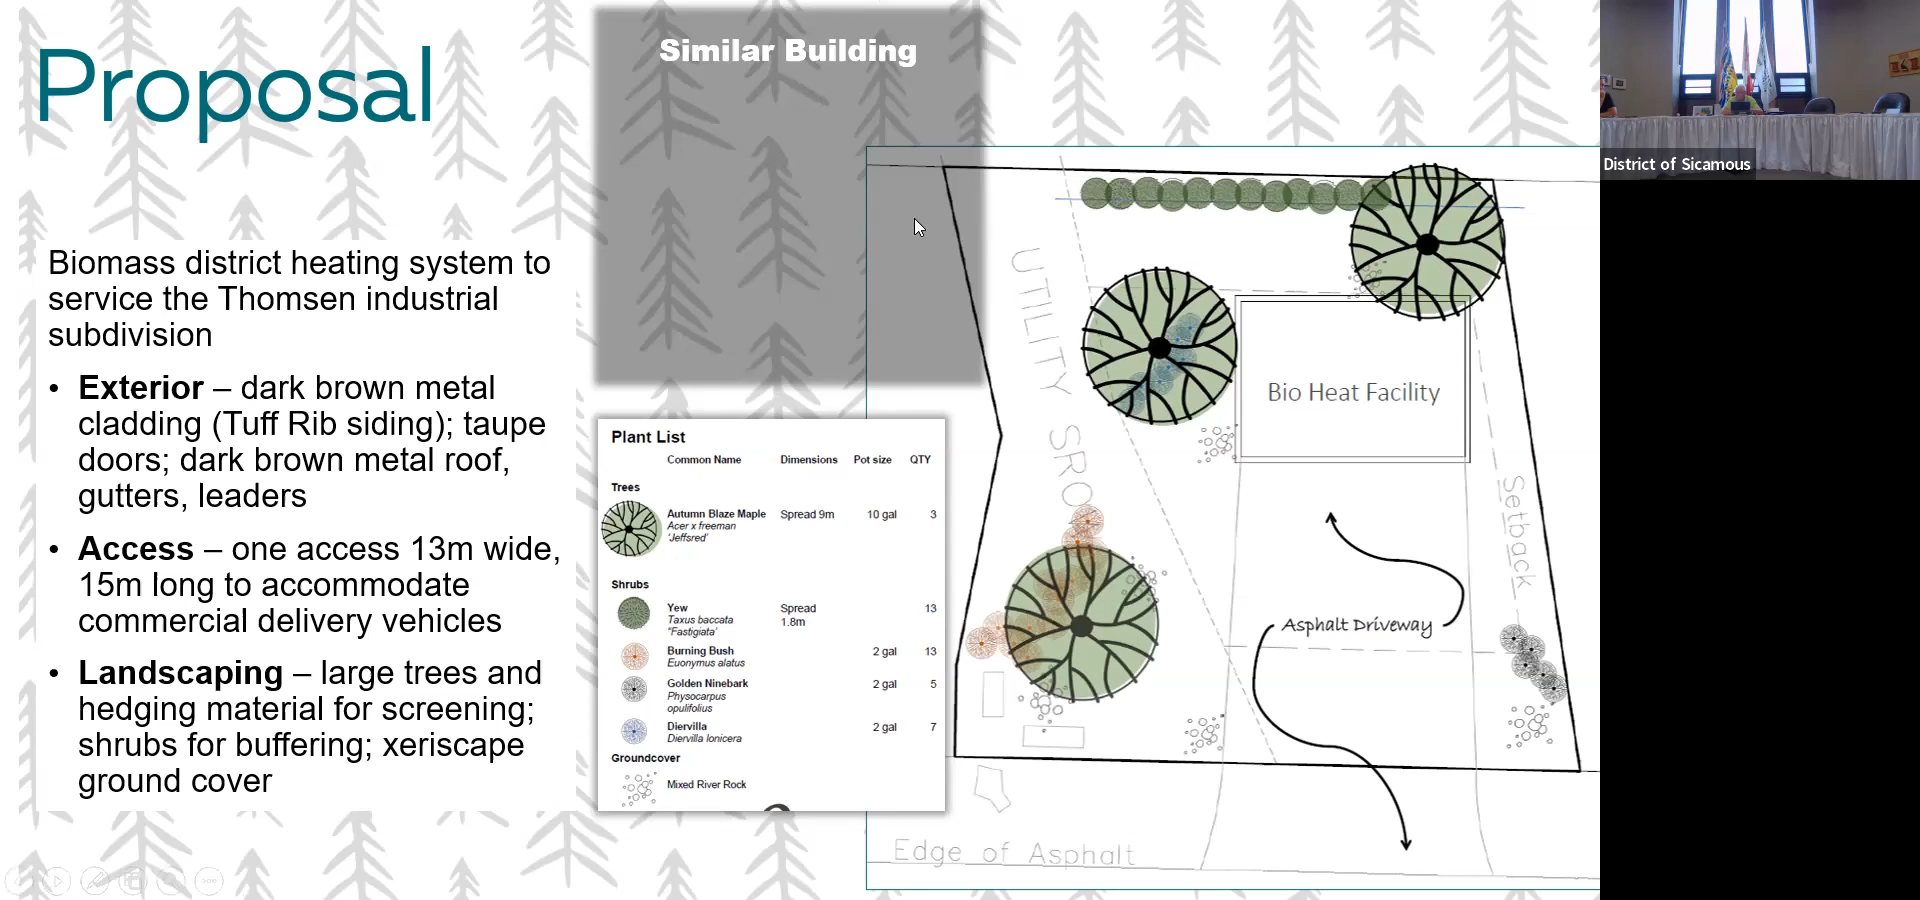 Proposal
Biomass district heating system to
service the Thomsen industrial
subdivision
• Exterior – dark brown metal
cladding (Tuff Rib siding); taupe
doors; dark brown metal roof,
gutters, leaders
• Access – one access 13m wide,
15m long to accommodate
commercial delivery vehicles
• Landscaping – large trees and
hedging material for screening;
shrubs for buffering; xeriscape
ground cover
Similar Building
Plant List
Common Name Dimensions Pot size QTY
Trees
Autumn Blaze Maple Spread 9m 10 gal 3
Acer x freeman
'Jeffsred'
Shrubs
Yew Spread 13
Taxus baccata 1.8m
"Fastigiata'
Burning Bush 2 gal 13
Euonymus alatus
Golden Ninebark 2 gal 5
Physocarpus
opulifolius
Diervilla 2 gal 7
Diervilla lonicera
Groundcover
Mixed River Rock
UTILITY SRO
Bio Heat Facility
Setback
Asphalt Driveway
Edge of Asphalt
District of Sicamous